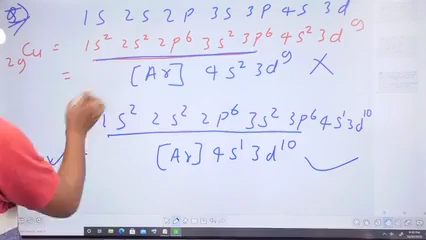 1s 2s 2p 3s 3p 4s 3d
29Cu = 1s² 2s² 2p⁶ 3s² 3p⁶ 4s² 3d⁹
= [Ar] 4s² 3d⁹ ✗
1s² 2s² 2p⁶ 3s² 3p⁶ 4s¹ 3d¹⁰
[Ar] 4s¹ 3d¹⁰ ✓